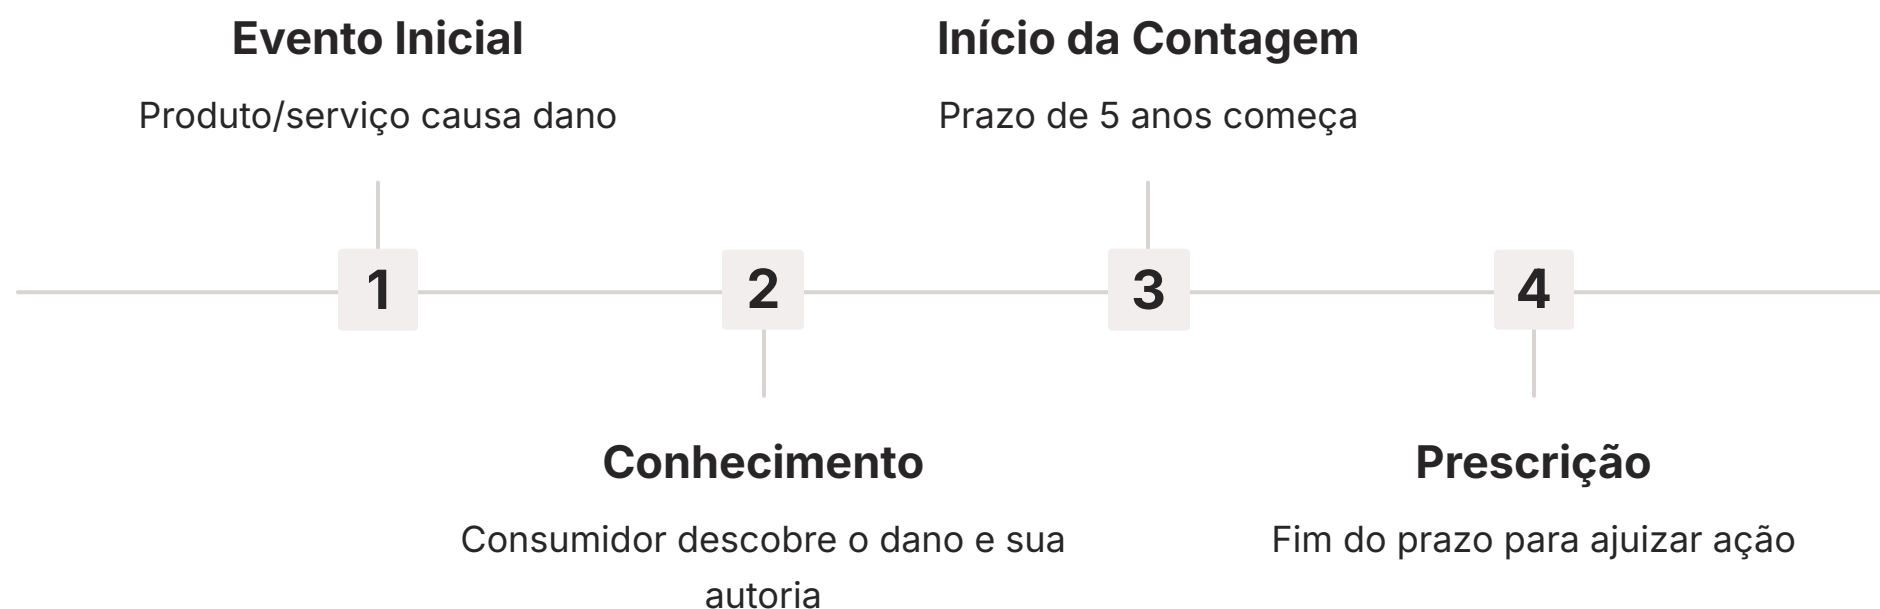 Evento Inicial
Produto/serviço causa dano
Início da Contagem
Prazo de 5 anos começa
1
2
3
4
Conhecimento
Consumidor descobre o dano e sua
autoria
Prescrição
Fim do prazo para ajuizar ação